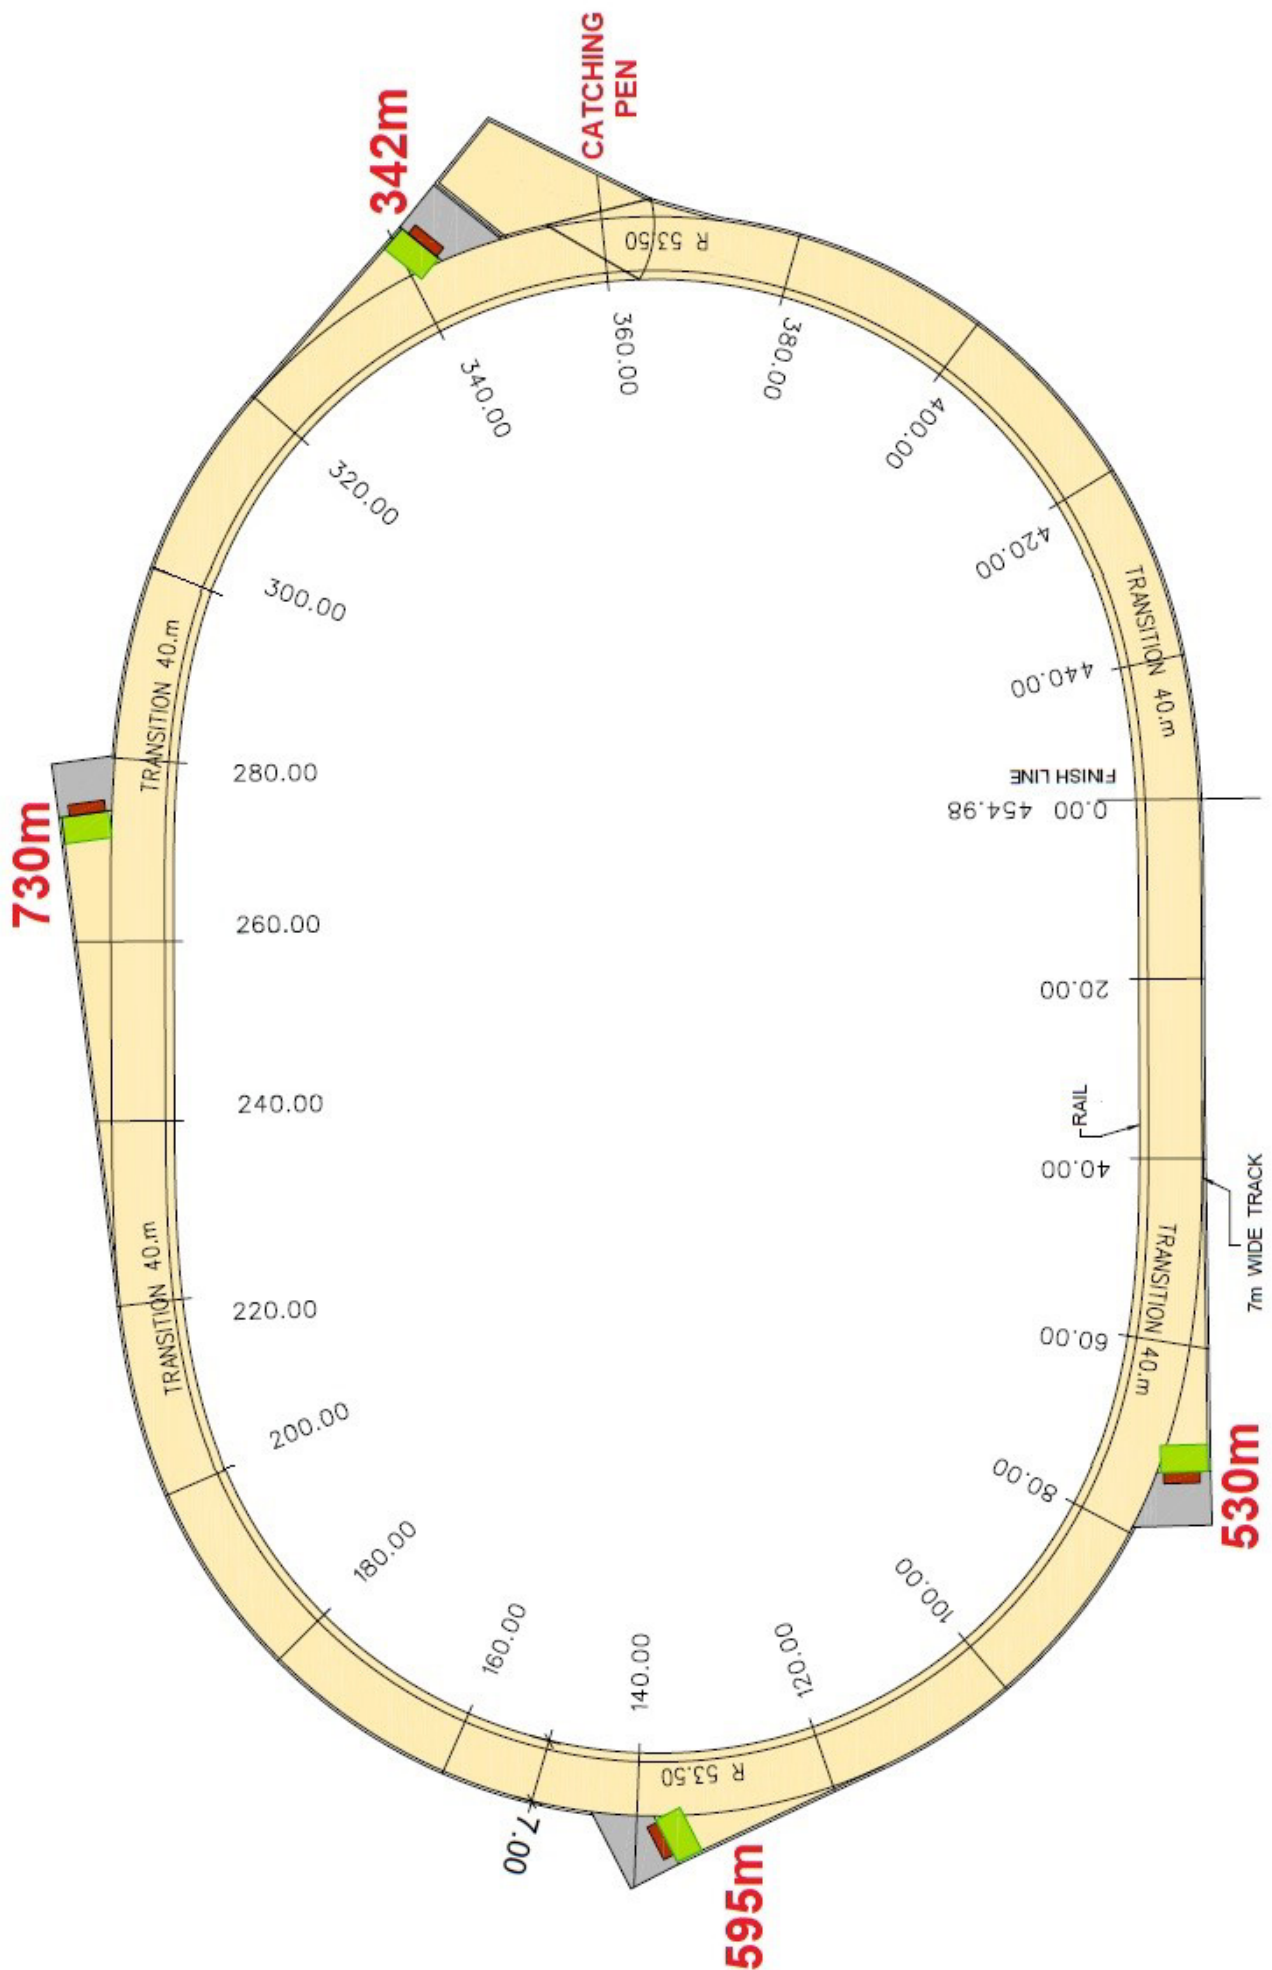 CATCHING
PEN
342m
R 53.50
360.00
380.00
340.00
400.00
320.00
420.00
300.00
TRANSITION 40.m
TRANSITION 40.m
440.00
280.00
FINISH LINE
0.00 454.98
730m
260.00
20.00
240.00
RAIL
40.00
7m WIDE TRACK
TRANSITION 40.m
TRANSITION 40.m
220.00
60.00
200.00
80.00
530m
180.00
100.00
160.00
140.00
120.00
R 53.50
7.00
595m